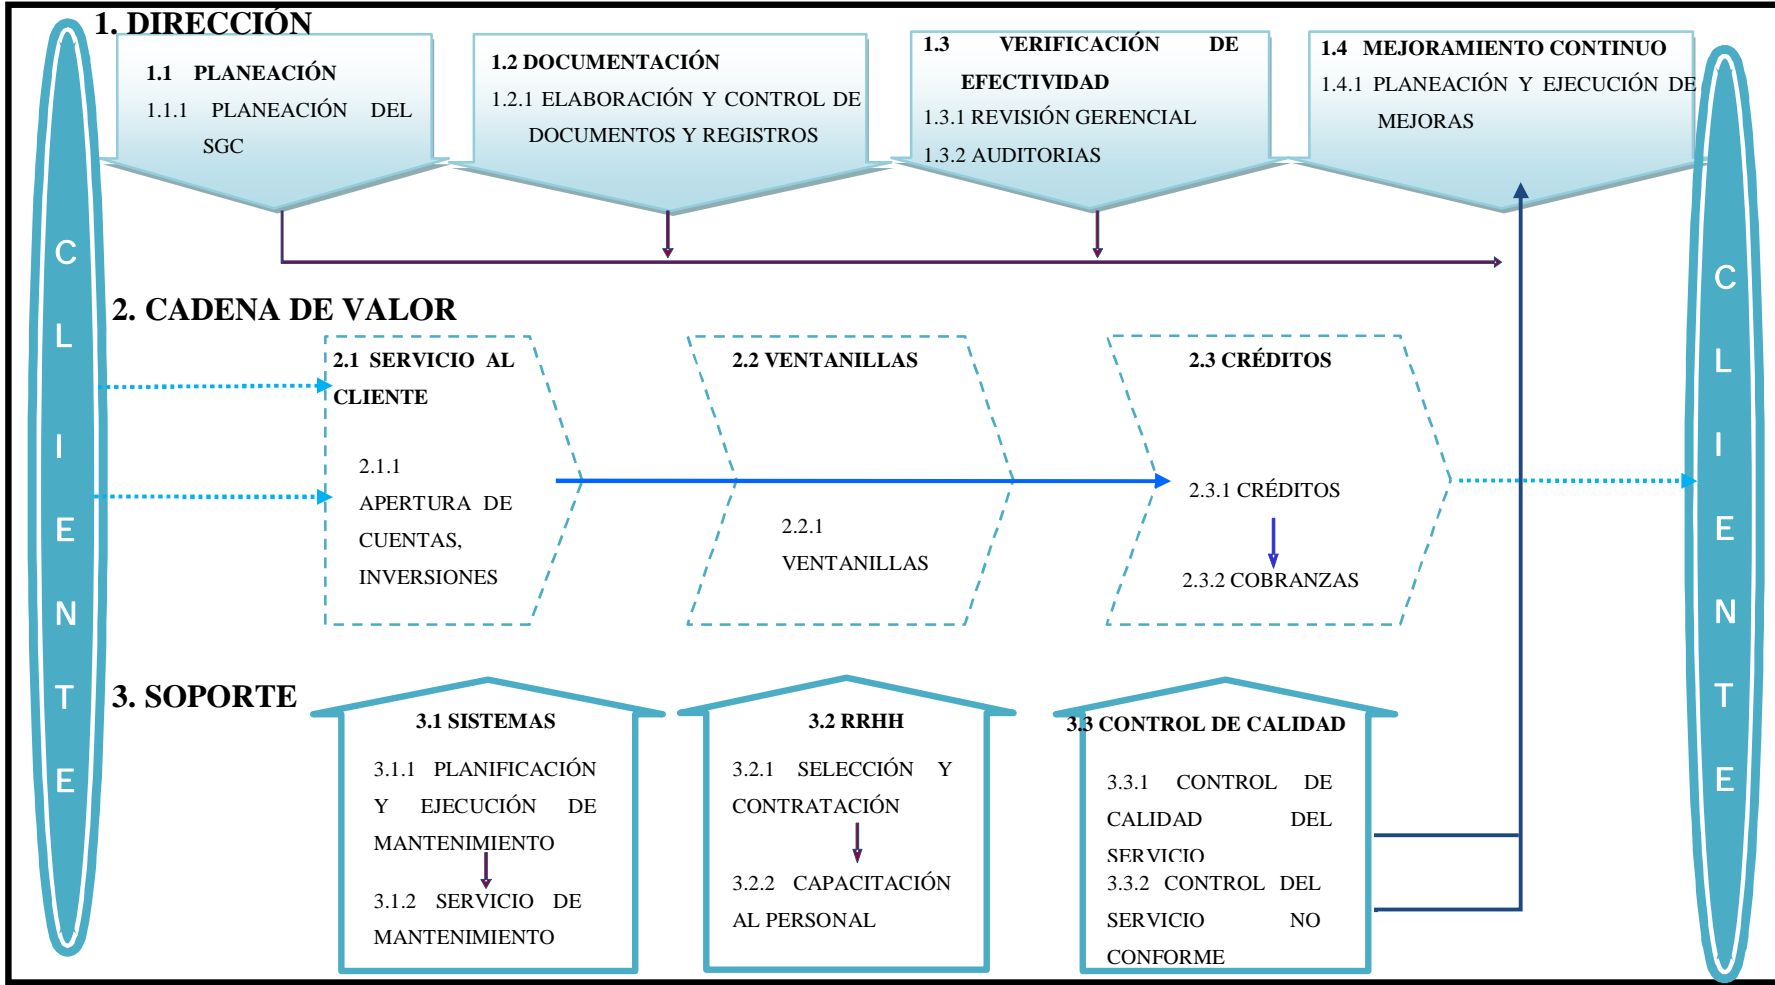 1. DIRECCIÓN
1.1 PLANEACIÓN
1.1.1 PLANEACIÓN DEL
SGC
1.2 DOCUMENTACIÓN
1.2.1 ELABORACIÓN Y CONTROL DE
DOCUMENTOS Y REGISTROS
1.3 VERIFICACIÓN DE
EFECTIVIDAD
1.3.1 REVISIÓN GERENCIAL
1.3.2 AUDITORIAS
1.4 MEJORAMIENTO CONTINUO
1.4.1 PLANEACIÓN Y EJECUCIÓN DE
MEJORAS
C
L
I
E
N
T
E
2. CADENA DE VALOR
2.1 SERVICIO AL
CLIENTE
2.1.1
APERTURA DE
CUENTAS,
INVERSIONES
2.2 VENTANILLAS
2.2.1
VENTANILLAS
2.3 CRÉDITOS
2.3.1 CRÉDITOS
2.3.2 COBRANZAS
3. SOPORTE
3.1 SISTEMAS
3.1.1 PLANIFICACIÓN
Y EJECUCIÓN DE
MANTENIMIENTO
3.1.2 SERVICIO DE
MANTENIMIENTO
3.2 RRHH
3.2.1 SELECCIÓN Y
CONTRATACIÓN
3.2.2 CAPACITACIÓN
AL PERSONAL
3.3 CONTROL DE CALIDAD
3.3.1 CONTROL DE
CALIDAD DEL
SERVICIO
3.3.2 CONTROL DEL
SERVICIO NO
CONFORME
C
L
I
E
N
T
E